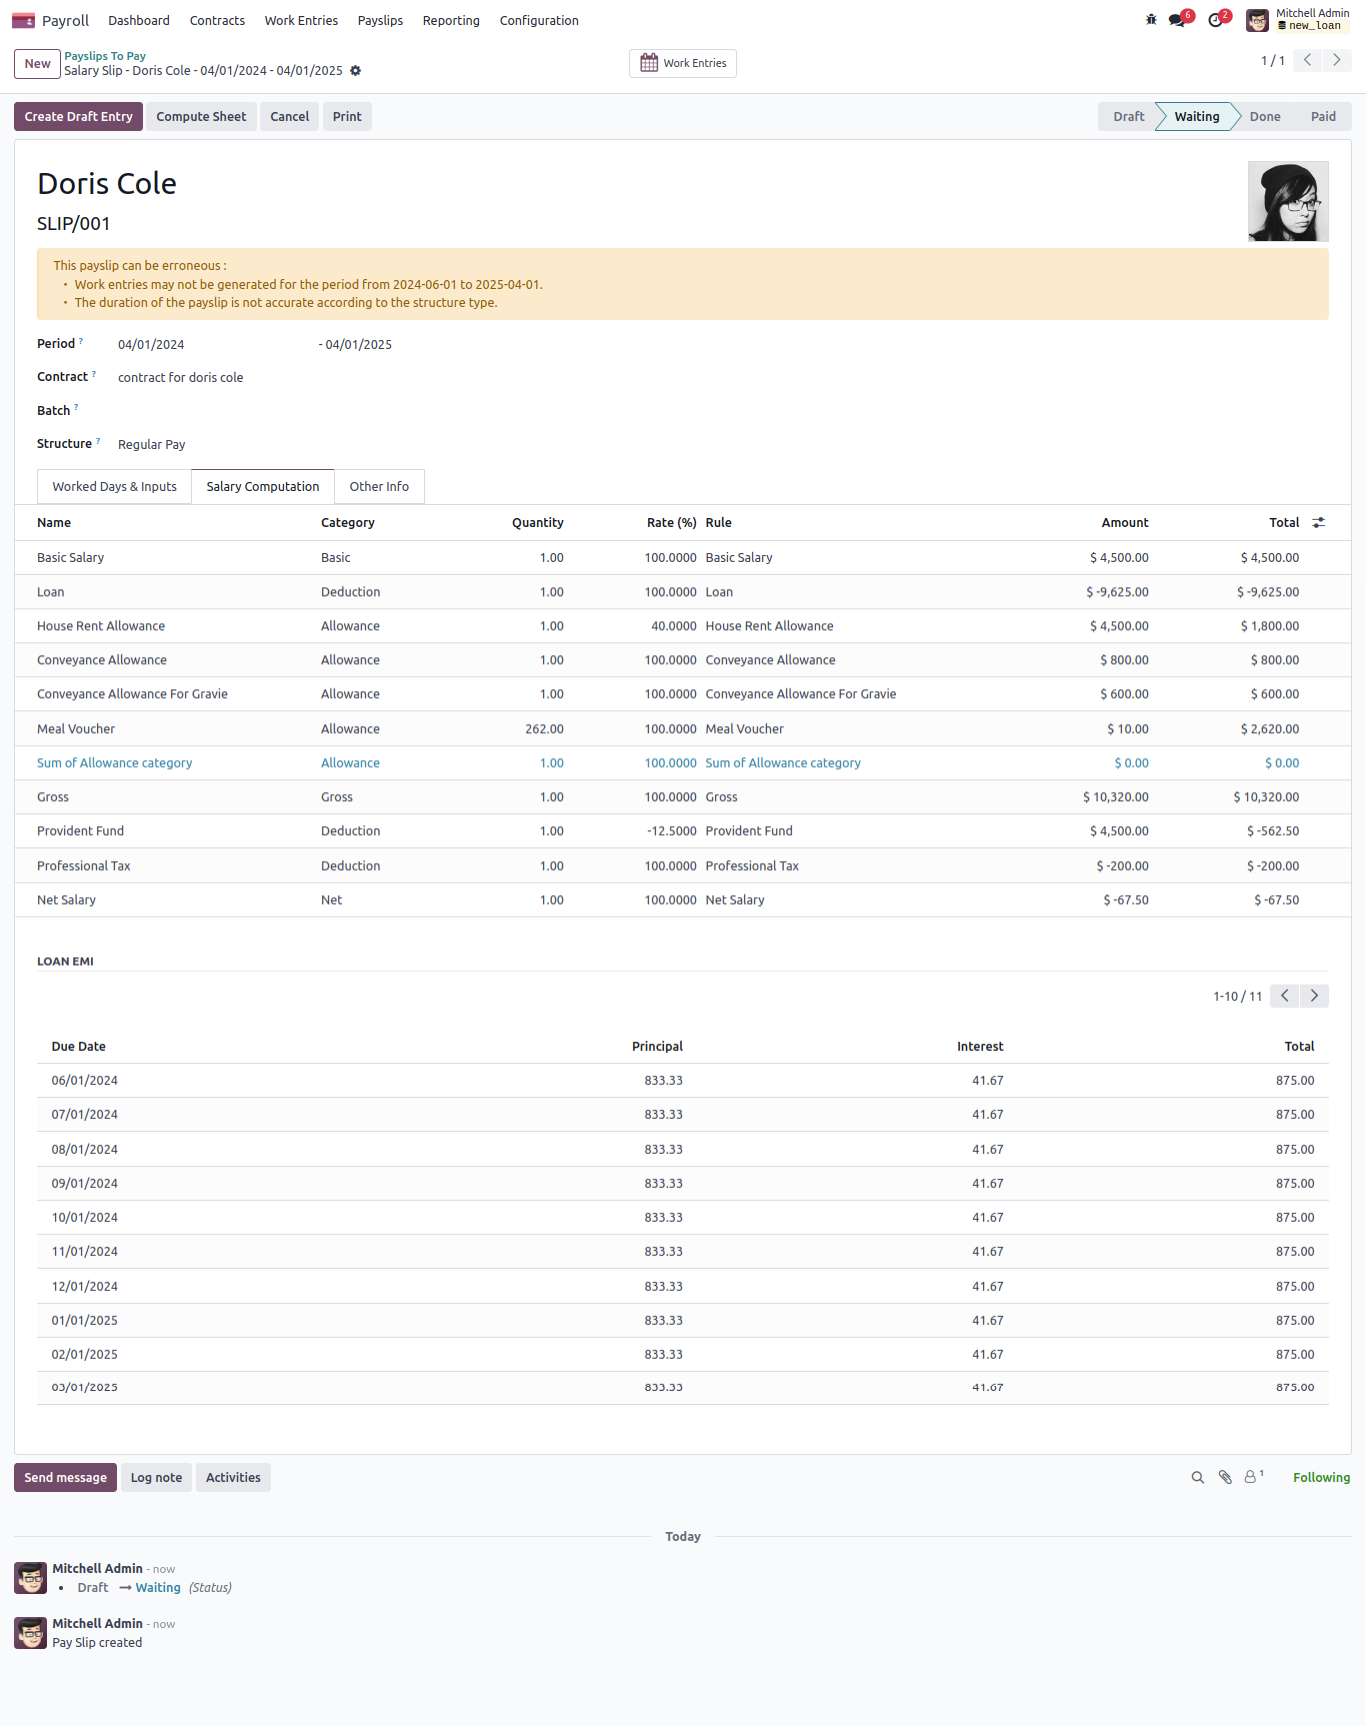 Payroll Dashboard Contracts Work Entries Payslips Reporting Configuration 6 2 Mitchell Admin
new_loan
New Payslips To Pay
Salary Slip - Doris Cole - 04/01/2024 - 04/01/2025
Work Entries
1 / 1
Create Draft Entry Compute Sheet Cancel Print Draft Waiting Done Paid
Doris Cole
SLIP/001
This payslip can be erroneous :
• Work entries may not be generated for the period from 2024-06-01 to 2025-04-01.
• The duration of the payslip is not accurate according to the structure type.
Period ? 04/01/2024 - 04/01/2025
Contract ? contract for doris cole
Batch ?
Structure ? Regular Pay
Worked Days & Inputs Salary Computation Other Info
Name Category Quantity Rate (%) Rule Amount Total
Basic Salary Basic 1.00 100.0000 Basic Salary $ 4,500.00 $ 4,500.00
Loan Deduction 1.00 100.0000 Loan $ -9,625.00 $ -9,625.00
House Rent Allowance Allowance 1.00 40.0000 House Rent Allowance $ 4,500.00 $ 1,800.00
Conveyance Allowance Allowance 1.00 100.0000 Conveyance Allowance $ 800.00 $ 800.00
Conveyance Allowance For Gravie Allowance 1.00 100.0000 Conveyance Allowance For Gravie $ 600.00 $ 600.00
Meal Voucher Allowance 262.00 100.0000 Meal Voucher $ 10.00 $ 2,620.00
Sum of Allowance category Allowance 1.00 100.0000 Sum of Allowance category $ 0.00 $ 0.00
Gross Gross 1.00 100.0000 Gross $ 10,320.00 $ 10,320.00
Provident Fund Deduction 1.00 -12.5000 Provident Fund $ 4,500.00 $ -562.50
Professional Tax Deduction 1.00 100.0000 Professional Tax $ -200.00 $ -200.00
Net Salary Net 1.00 100.0000 Net Salary $ -67.50 $ -67.50
LOAN EMI
1-10 / 11
Due Date Principal Interest Total
06/01/2024 833.33 41.67 875.00
07/01/2024 833.33 41.67 875.00
08/01/2024 833.33 41.67 875.00
09/01/2024 833.33 41.67 875.00
10/01/2024 833.33 41.67 875.00
11/01/2024 833.33 41.67 875.00
12/01/2024 833.33 41.67 875.00
01/01/2025 833.33 41.67 875.00
02/01/2025 833.33 41.67 875.00
03/01/2025 833.33 41.67 875.00
Send message Log note Activities 1 Following
Today
Mitchell Admin - now
• Draft → Waiting (Status)
Mitchell Admin - now
Pay Slip created